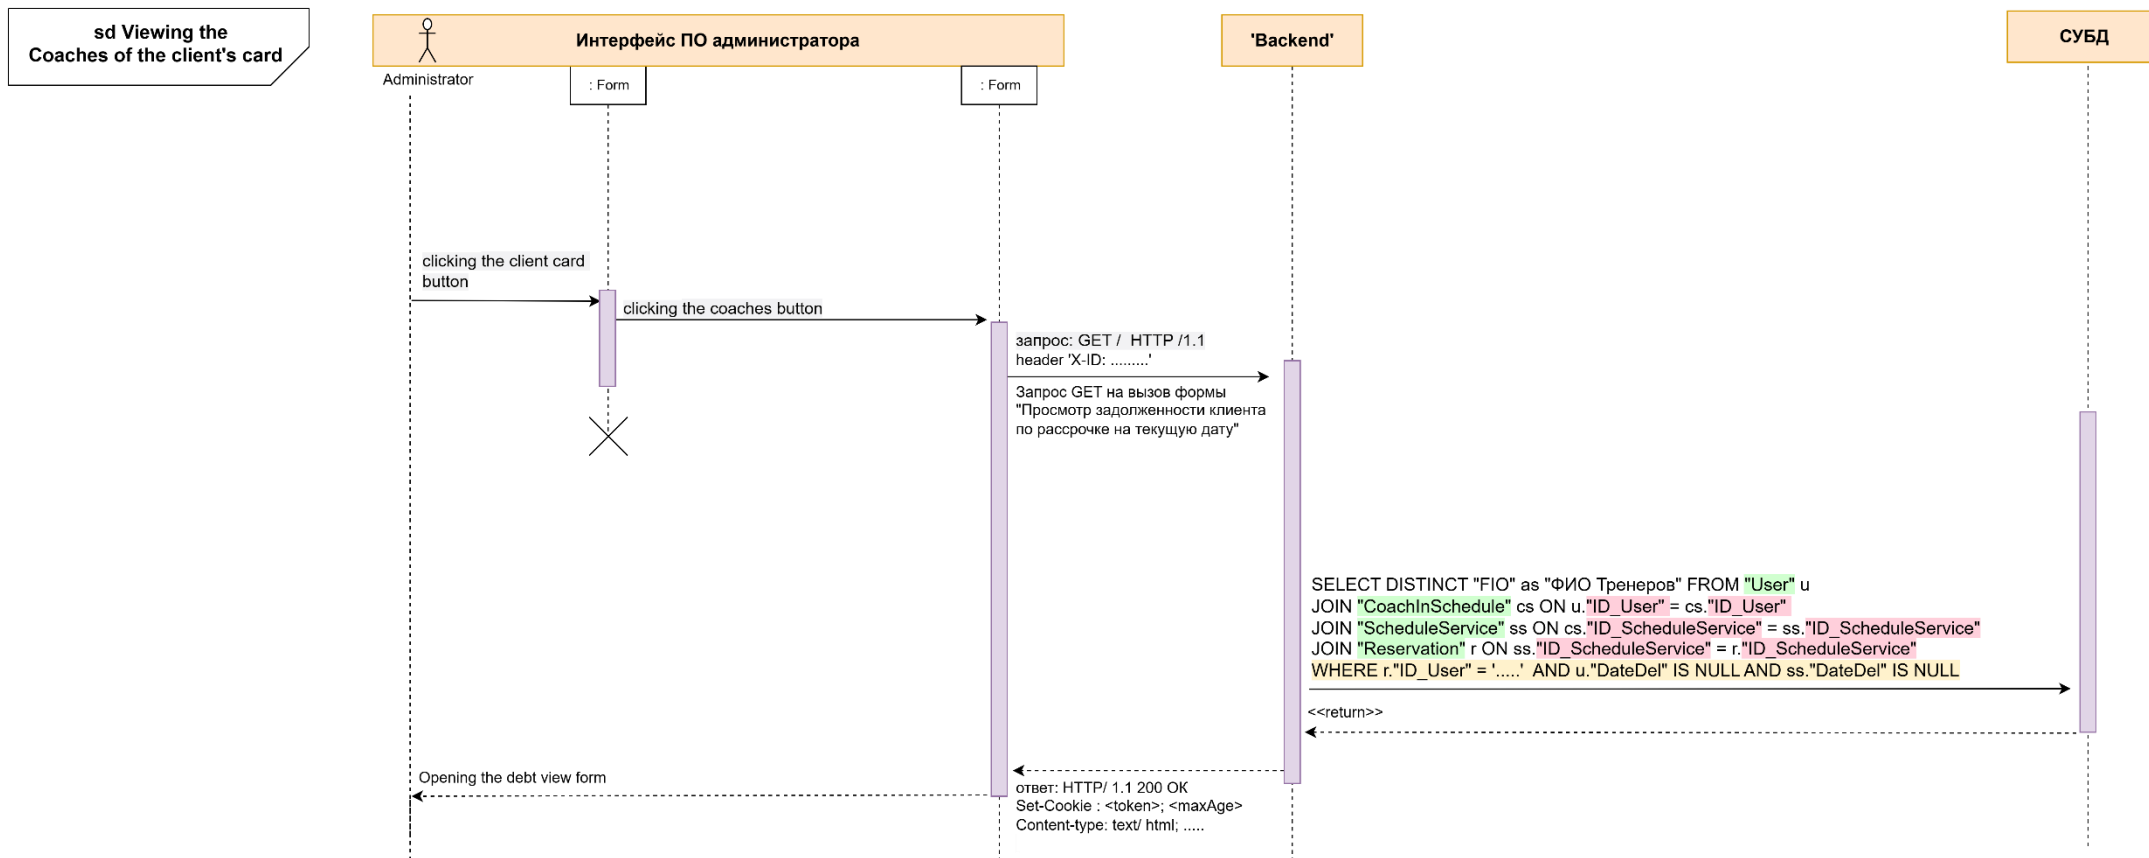 sd Viewing the
Coaches of the client's card
Интерфейс ПО администратора
'Backend'
СУБД
Administrator
: Form
: Form
clicking the client card
button
clicking the coaches button
запрос: GET /  HTTP /1.1
header 'X-ID: .........'
Запрос GET на вызов формы
"Просмотр задолженности клиента
по рассрочке на текущую дату"
SELECT DISTINCT "FIO" as "ФИО Тренеров" FROM "User" u
JOIN "CoachInSchedule" cs ON u."ID_User" = cs."ID_User"
JOIN "ScheduleService" ss ON cs."ID_ScheduleService" = ss."ID_ScheduleService"
JOIN "Reservation" r ON ss."ID_ScheduleService" = r."ID_ScheduleService"
WHERE r."ID_User" = '.....'  AND u."DateDel" IS NULL AND ss."DateDel" IS NULL
<<return>>
Opening the debt view form
ответ: HTTP/ 1.1 200 ОК
Set-Cookie : <token>; <maxAge>
Content-type: text/ html; .....